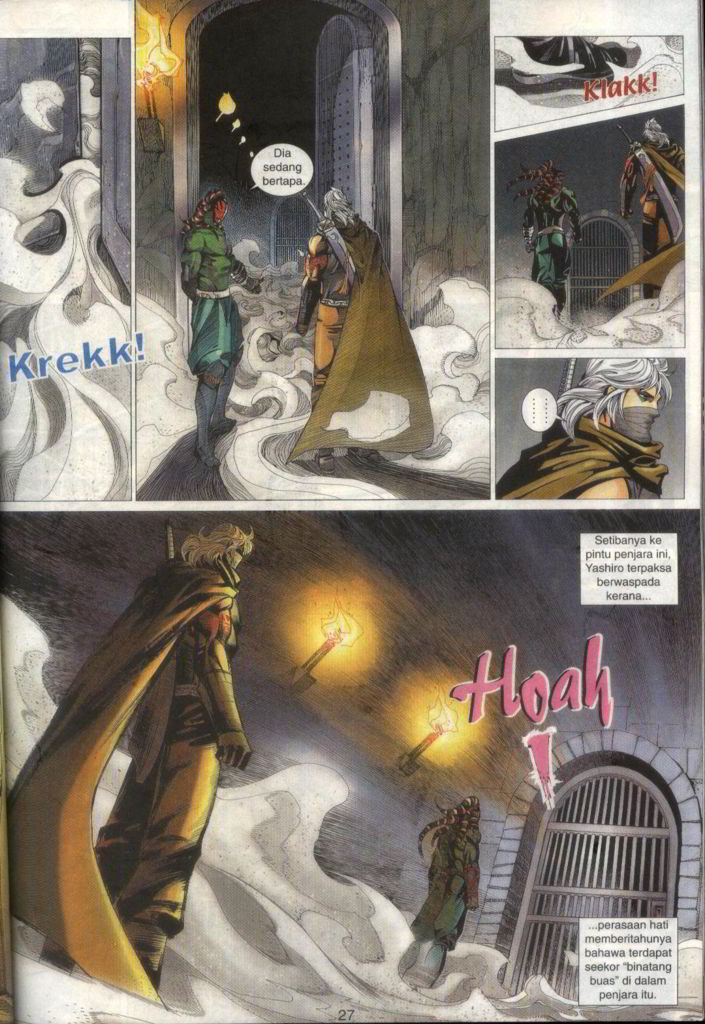 Krekk!
Dia
sedang
bertapa.
Klakk!
......
Setibanya ke
pintu penjara ini,
Yashiro terpaksa
berwaspada
kerana...
Hoah
!
...perasaan hati
memberitahunya
bahawa terdapat
seekor “binatang
buas” di dalam
penjara itu.
27